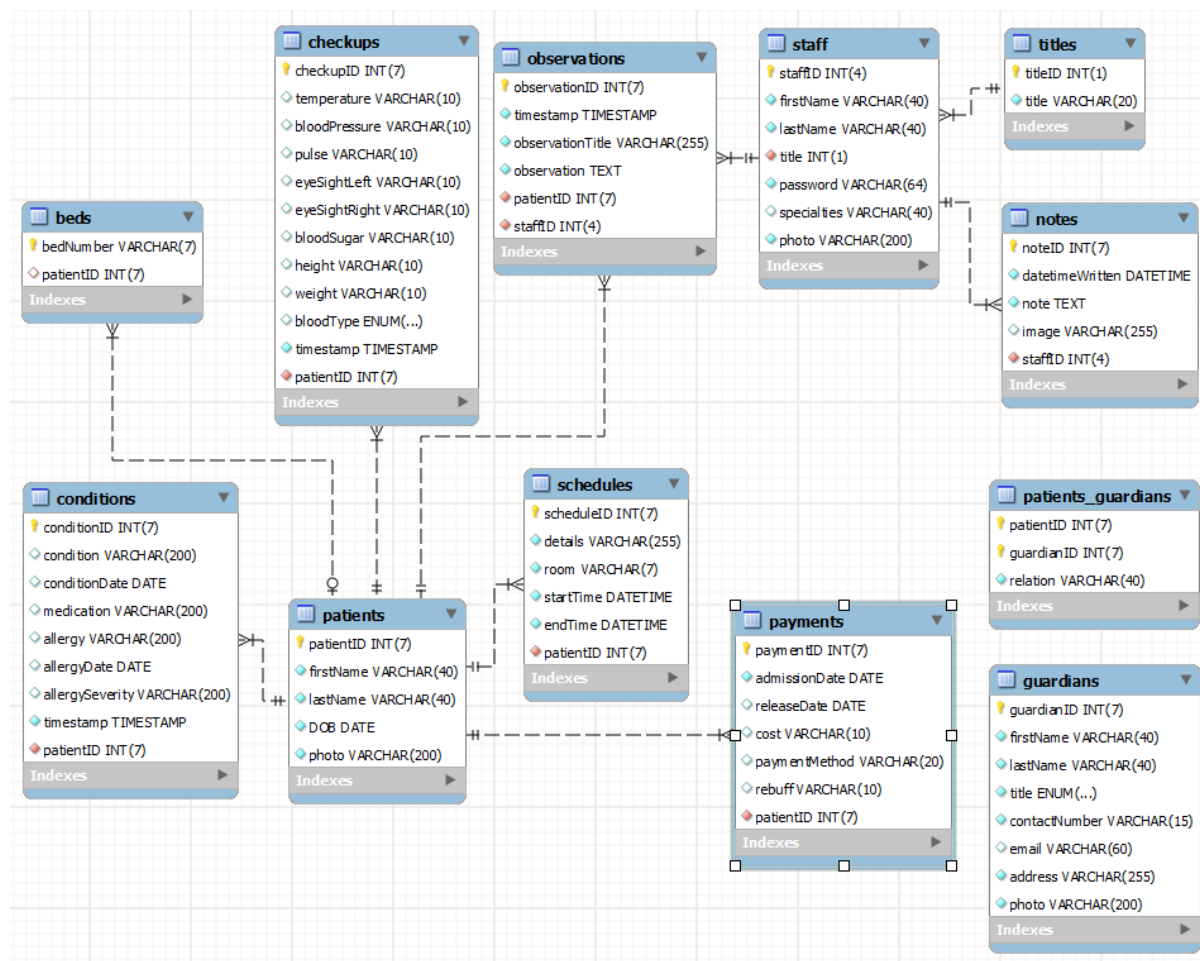 checkups
checkupID INT(7)
temperature VARCHAR(10)
bloodPressure VARCHAR(10)
pulse VARCHAR(10)
eyeSightLeft VARCHAR(10)
eyeSightRight VARCHAR(10)
bloodSugar VARCHAR(10)
height VARCHAR(10)
weight VARCHAR(10)
bloodType ENUM(...)
timestamp TIMESTAMP
patientID INT(7)
Indexes
observations
observationID INT(7)
timestamp TIMESTAMP
observationTitle VARCHAR(255)
observation TEXT
patientID INT(7)
staffID INT(4)
Indexes
staff
staffID INT(4)
firstName VARCHAR(40)
lastName VARCHAR(40)
title INT(1)
password VARCHAR(64)
specialties VARCHAR(40)
photo VARCHAR(200)
Indexes
titles
titleID INT(1)
title VARCHAR(20)
Indexes
beds
bedNumber VARCHAR(7)
patientID INT(7)
Indexes
notes
noteID INT(7)
datetimeWritten DATETIME
note TEXT
image VARCHAR(255)
staffID INT(4)
Indexes
conditions
conditionID INT(7)
condition VARCHAR(200)
conditionDate DATE
medication VARCHAR(200)
allergy VARCHAR(200)
allergyDate DATE
allergySeverity VARCHAR(200)
timestamp TIMESTAMP
patientID INT(7)
Indexes
patients
patientID INT(7)
firstName VARCHAR(40)
lastName VARCHAR(40)
DOB DATE
photo VARCHAR(200)
Indexes
schedules
scheduleID INT(7)
details VARCHAR(255)
room VARCHAR(7)
startTime DATETIME
endTime DATETIME
patientID INT(7)
Indexes
payments
paymentID INT(7)
admissionDate DATE
releaseDate DATE
cost VARCHAR(10)
paymentMethod VARCHAR(20)
rebuff VARCHAR(10)
patientID INT(7)
Indexes
patients_guardians
patientID INT(7)
guardianID INT(7)
relation VARCHAR(40)
Indexes
guardians
guardianID INT(7)
firstName VARCHAR(40)
lastName VARCHAR(40)
title ENUM(...)
contactNumber VARCHAR(15)
email VARCHAR(60)
address VARCHAR(255)
photo VARCHAR(200)
Indexes